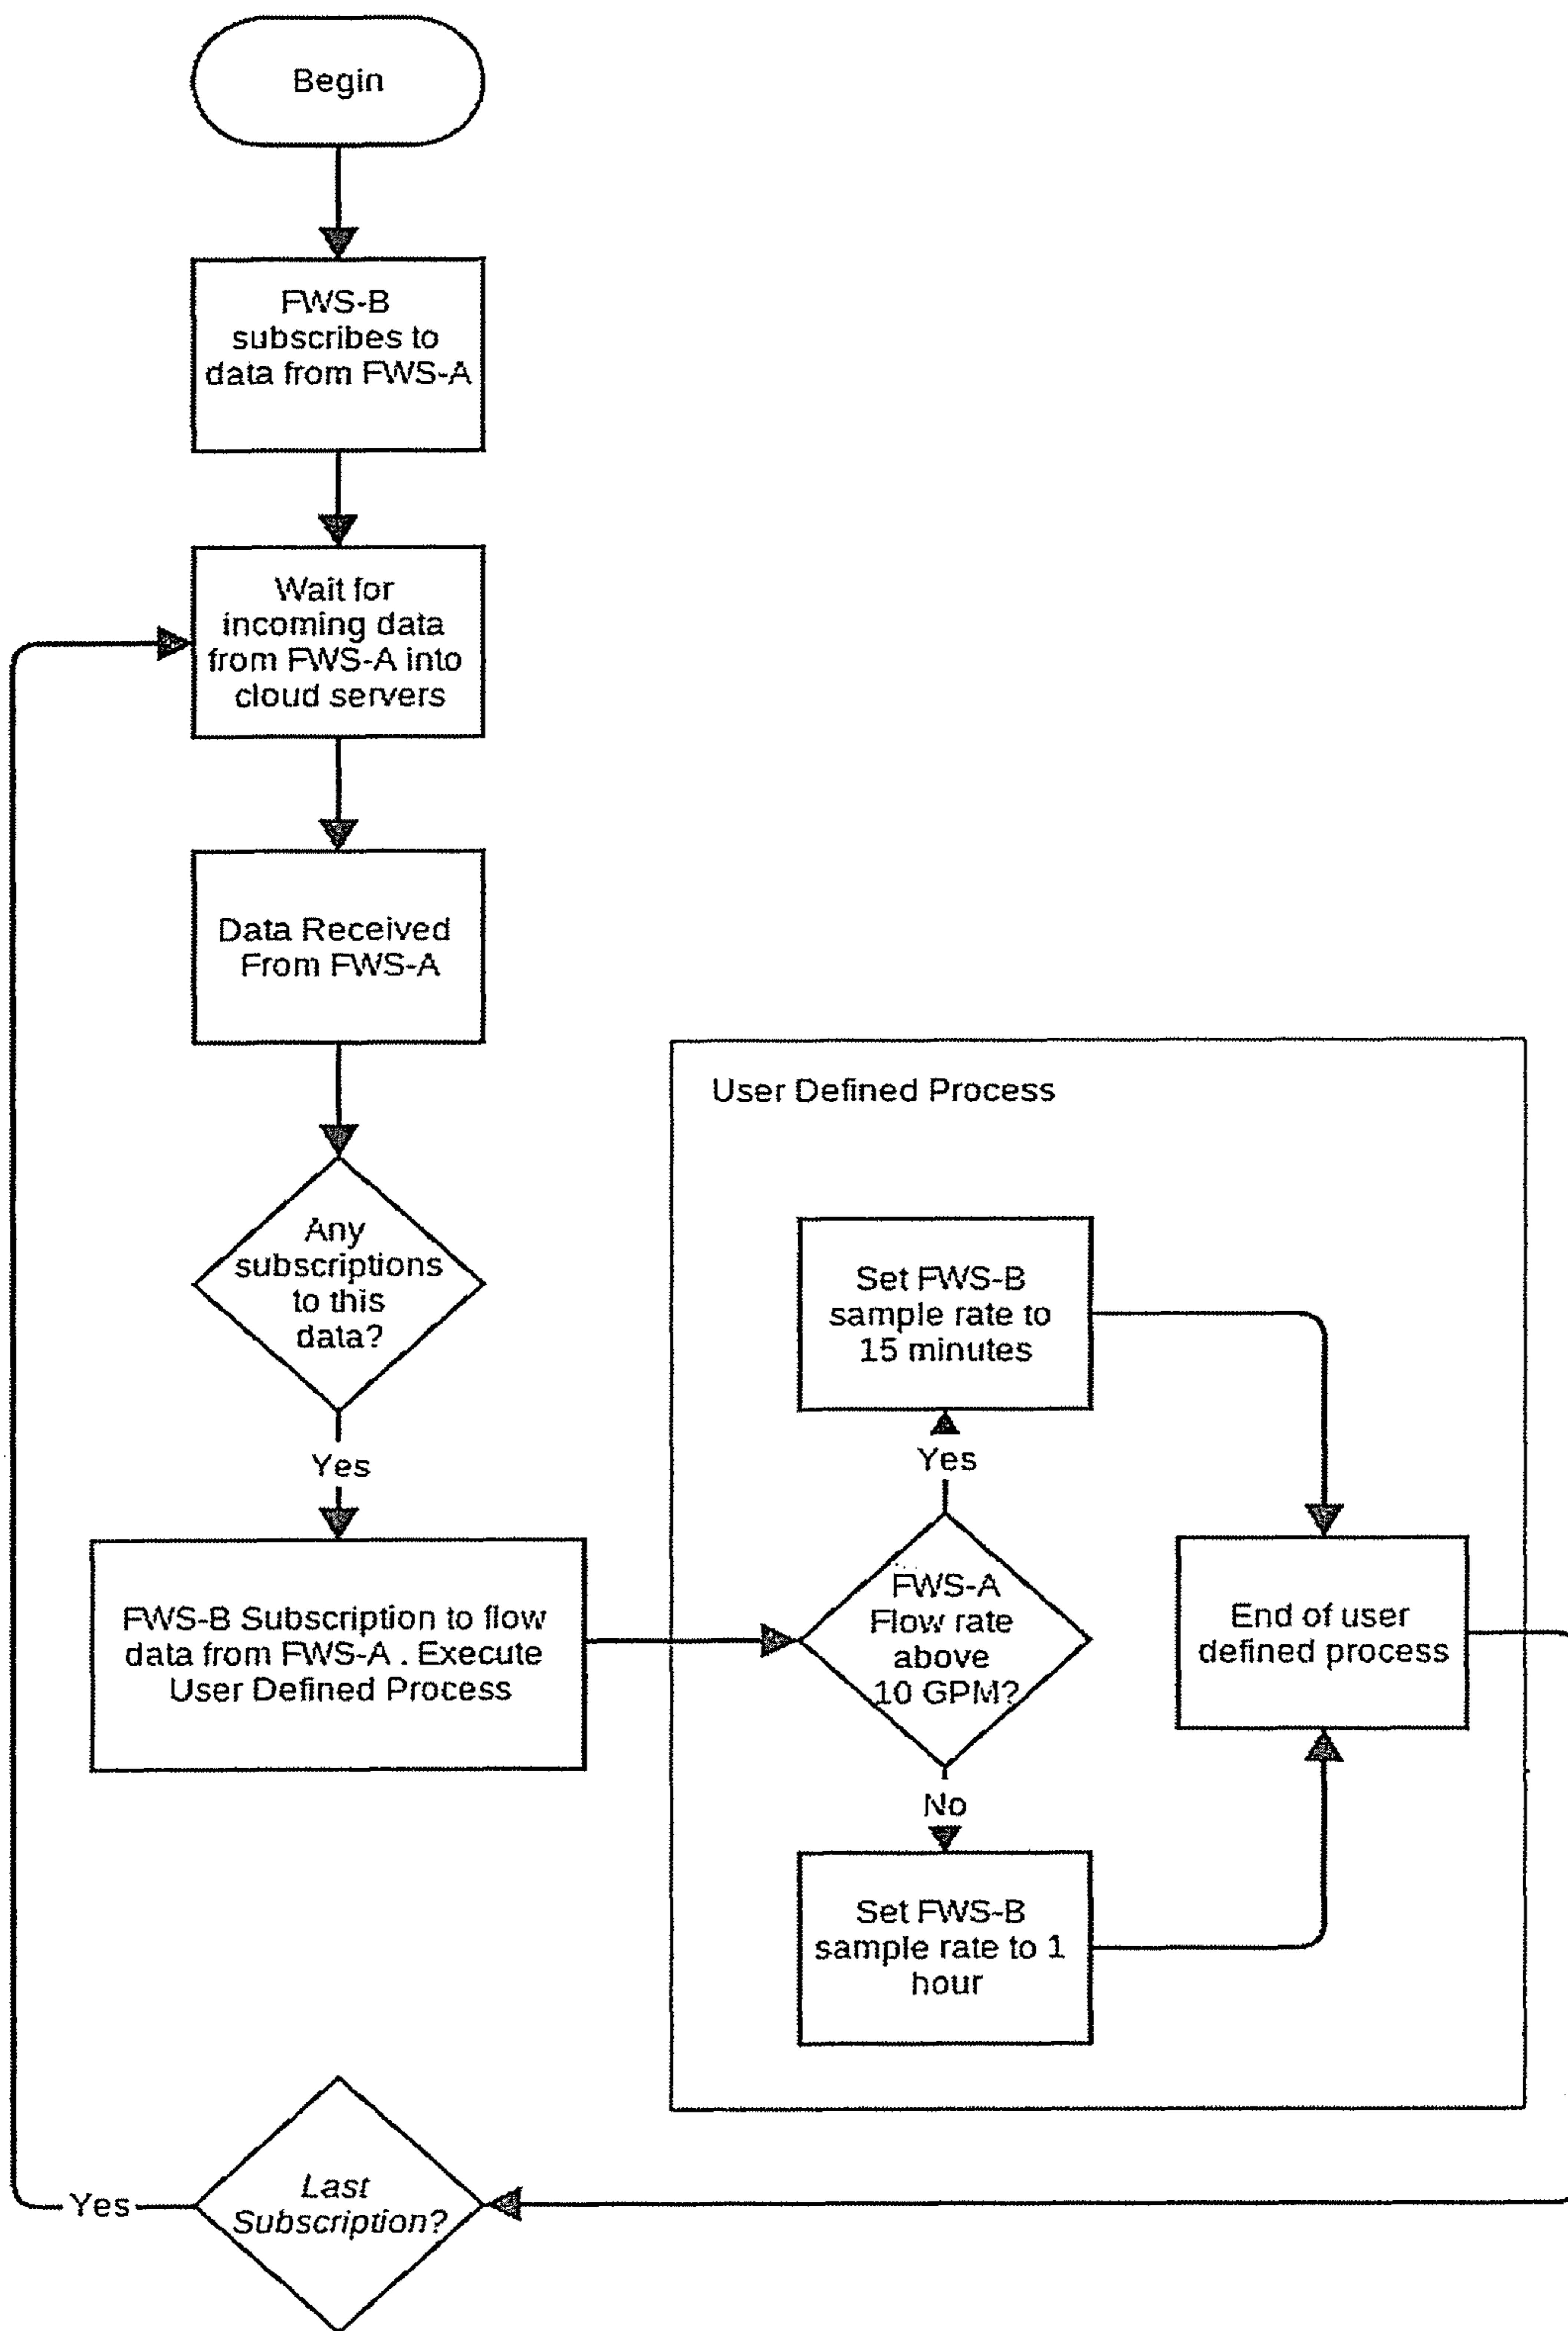 Begin
FWS-B
subscribes to
data from FWS-A
Wait for
incoming data
from FWS-A into
cloud servers
Data Received
From FWS-A
Any
subscriptions
to this
data?
Yes
FWS-B Subscription to flow
data from FWS-A . Execute
User Defined Process
User Defined Process
Set FWS-B
sample rate to
15 minutes
Yes
FWS-A
Flow rate
above
10 GPM?
No
Set FWS-B
sample rate to 1
hour
End of user
defined process
Last
Subscription?
Yes